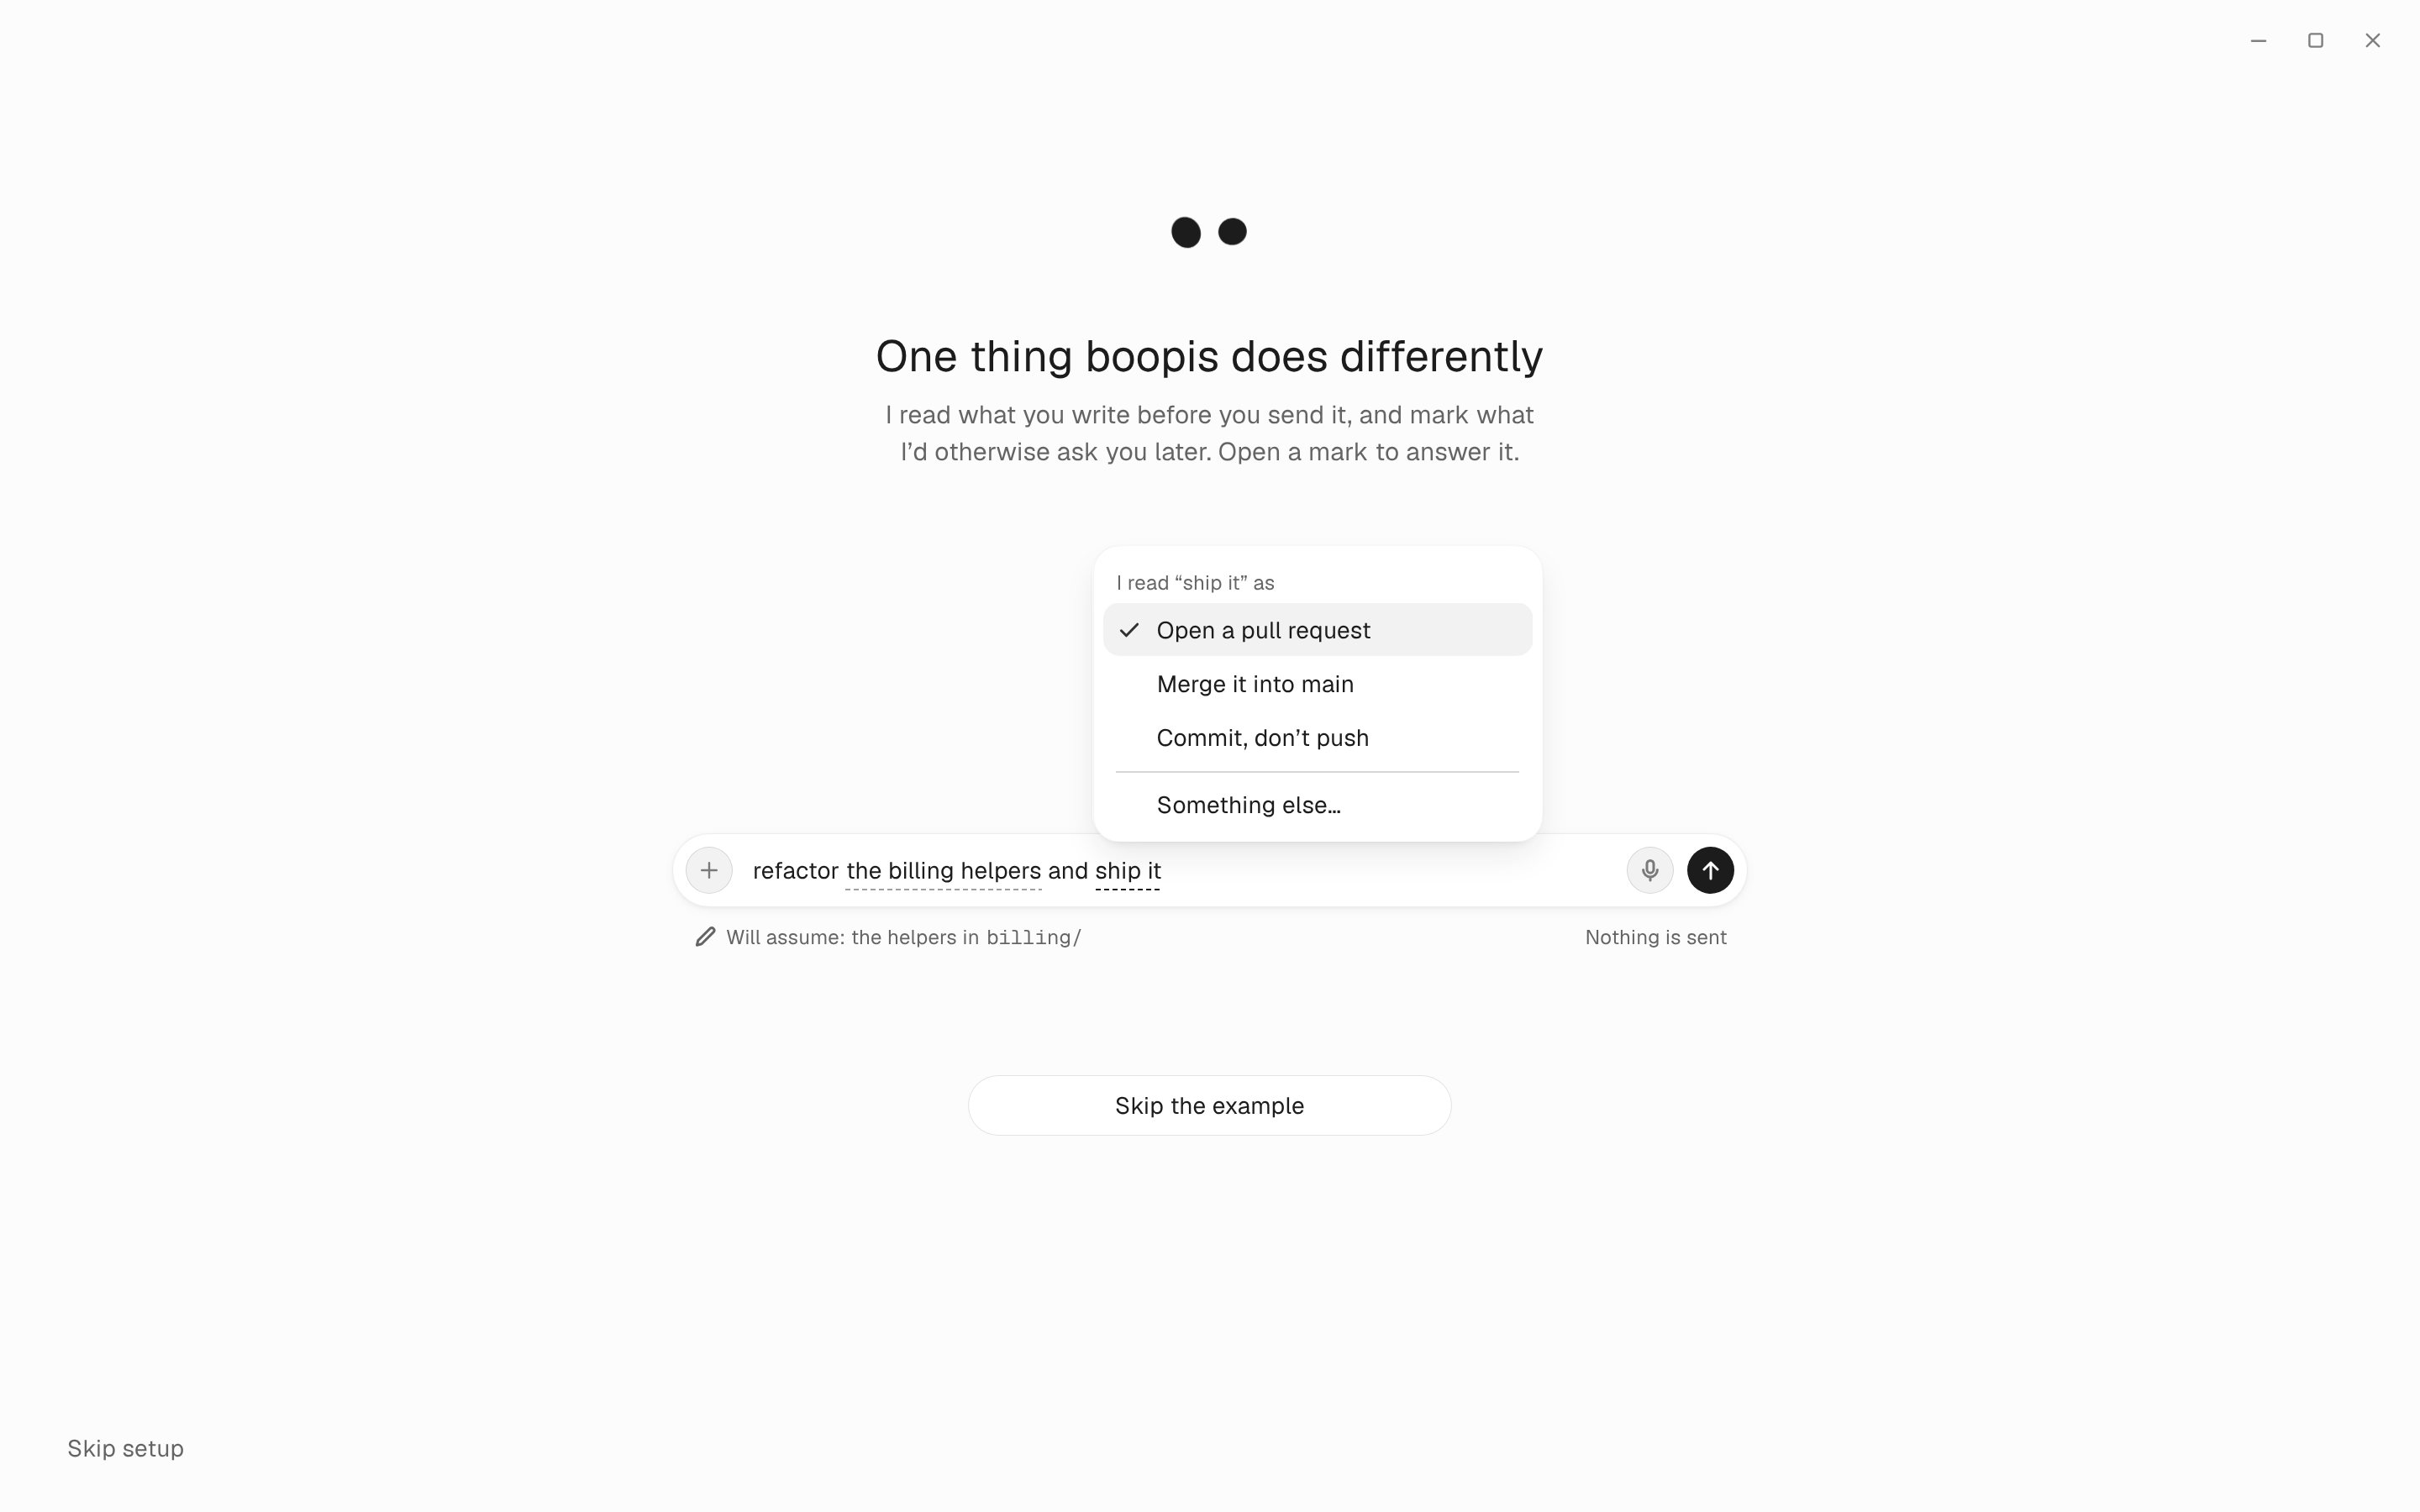 One thing boopis does differently
I read what you write before you send it, and mark what
I’d otherwise ask you later. Open a mark to answer it.
I read “ship it” as
Open a pull request
Merge it into main
Commit, don’t push
Something else…
refactor the billing helpers and ship it
Will assume: the helpers in billing/
Nothing is sent
Skip the example
Skip setup